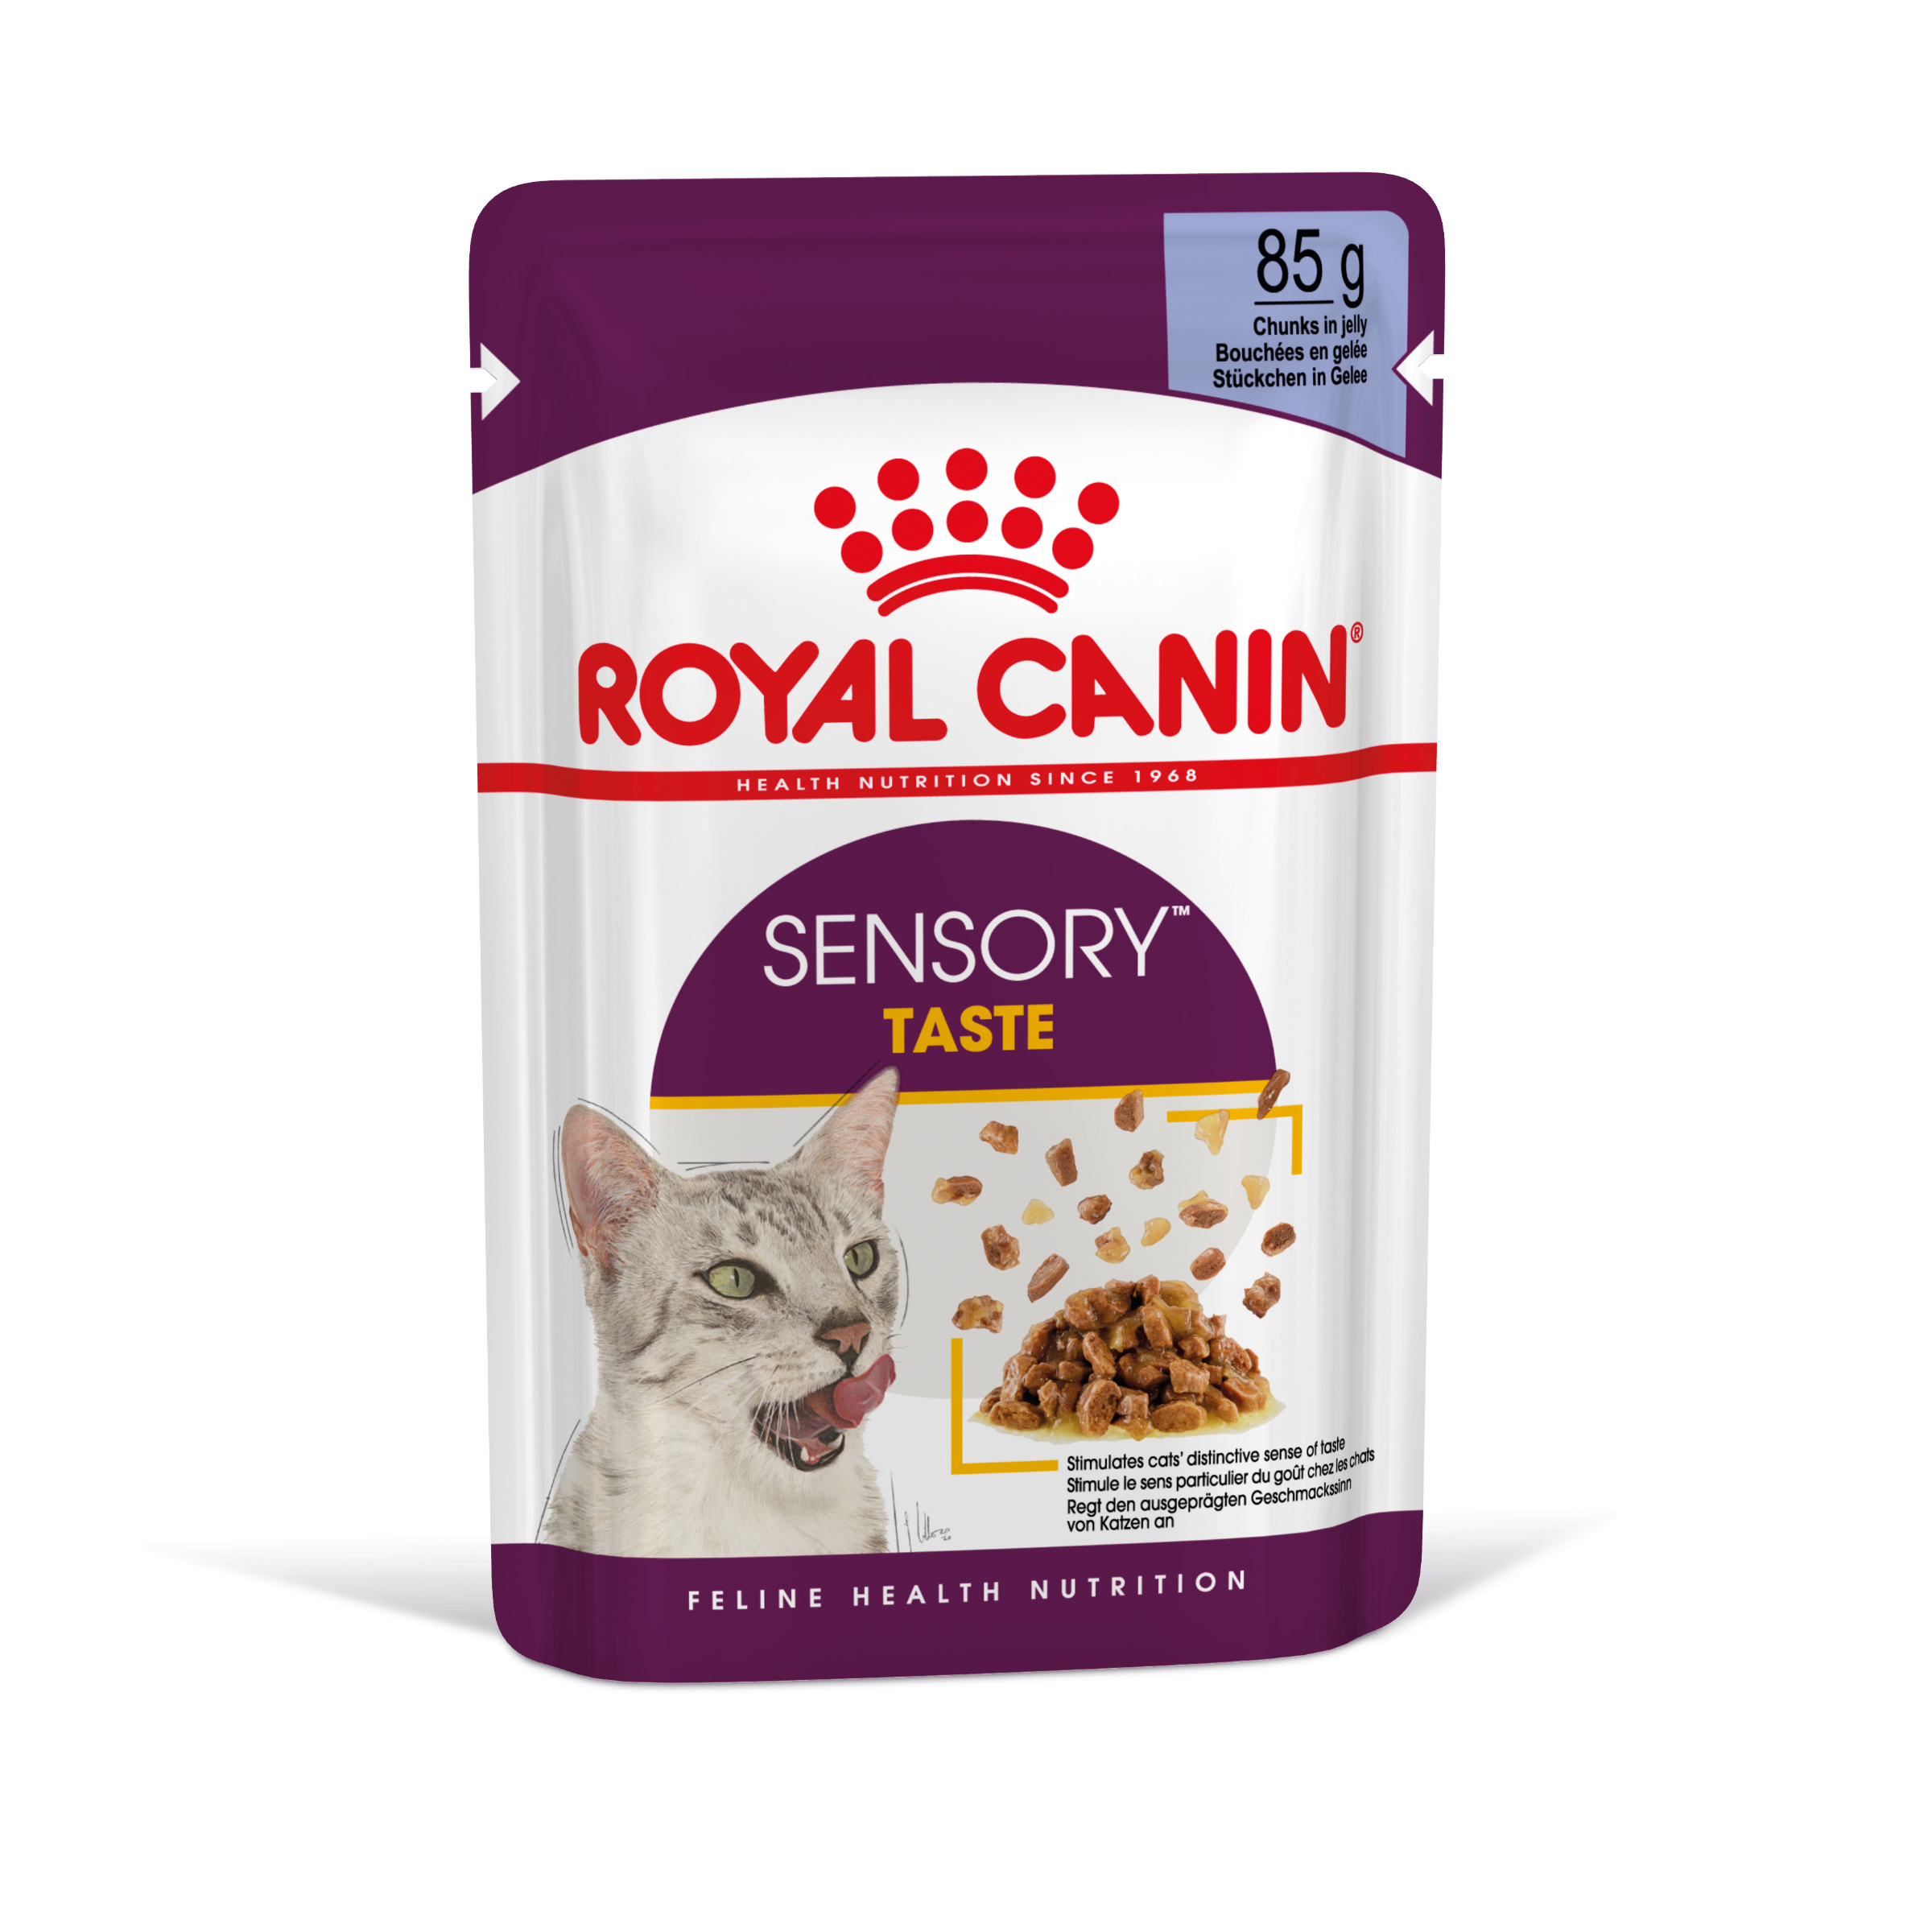 85 g
Chunks in jelly
Bouchées en gelée
Stückchen in Gelee
ROYAL CANIN®
HEALTH NUTRITION SINCE 1968
SENSORY™
TASTE
Stimulates cats' distinctive sense of taste
Stimule le sens particulier du goût chez les chats
Regt den ausgeprägten Geschmackssinn
von Katzen an
FELINE HEALTH NUTRITION